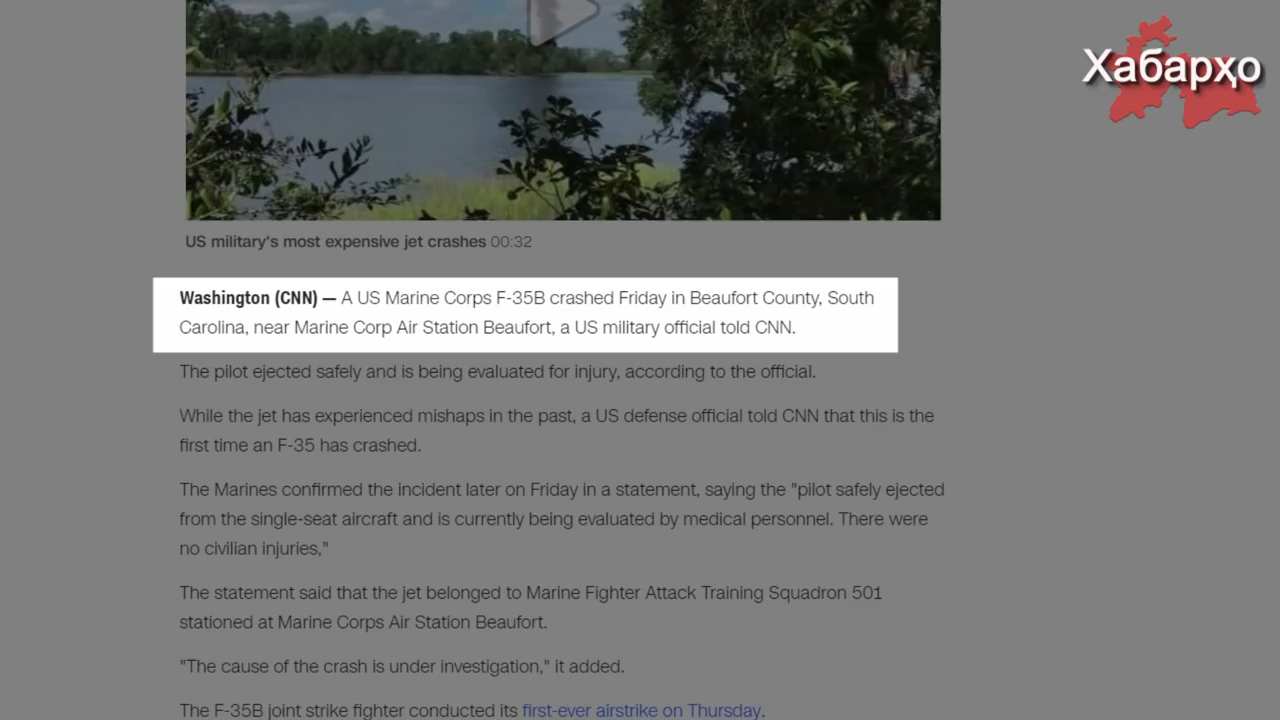 Хабарҳо
US military's most expensive jet crashes 00:32
Washington (CNN) — A US Marine Corps F-35B crashed Friday in Beaufort County, South
Carolina, near Marine Corp Air Station Beaufort, a US military official told CNN.
The pilot ejected safely and is being evaluated for injury, according to the official.
While the jet has experienced mishaps in the past, a US defense official told CNN that this is the
first time an F-35 has crashed.
The Marines confirmed the incident later on Friday in a statement, saying the "pilot safely ejected
from the single-seat aircraft and is currently being evaluated by medical personnel. There were
no civilian injuries,"
The statement said that the jet belonged to Marine Fighter Attack Training Squadron 501
stationed at Marine Corps Air Station Beaufort.
"The cause of the crash is under investigation," it added.
The F-35B joint strike fighter conducted its first-ever airstrike on Thursday.